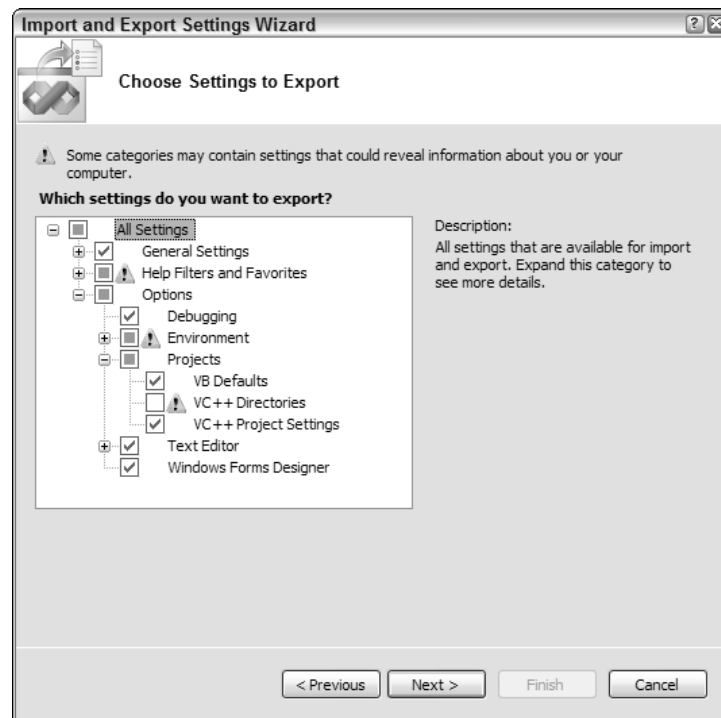 Import and Export Settings Wizard
Choose Settings to Export
Some categories may contain settings that could reveal information about you or your
computer.
Which settings do you want to export?
All Settings
General Settings
Help Filters and Favorites
Options
Debugging
Environment
Projects
VB Defaults
VC++ Directories
VC++ Project Settings
Text Editor
Windows Forms Designer
Description:
All settings that are available for import
and export. Expand this category to
see more details.
< Previous
Next >
Finish
Cancel